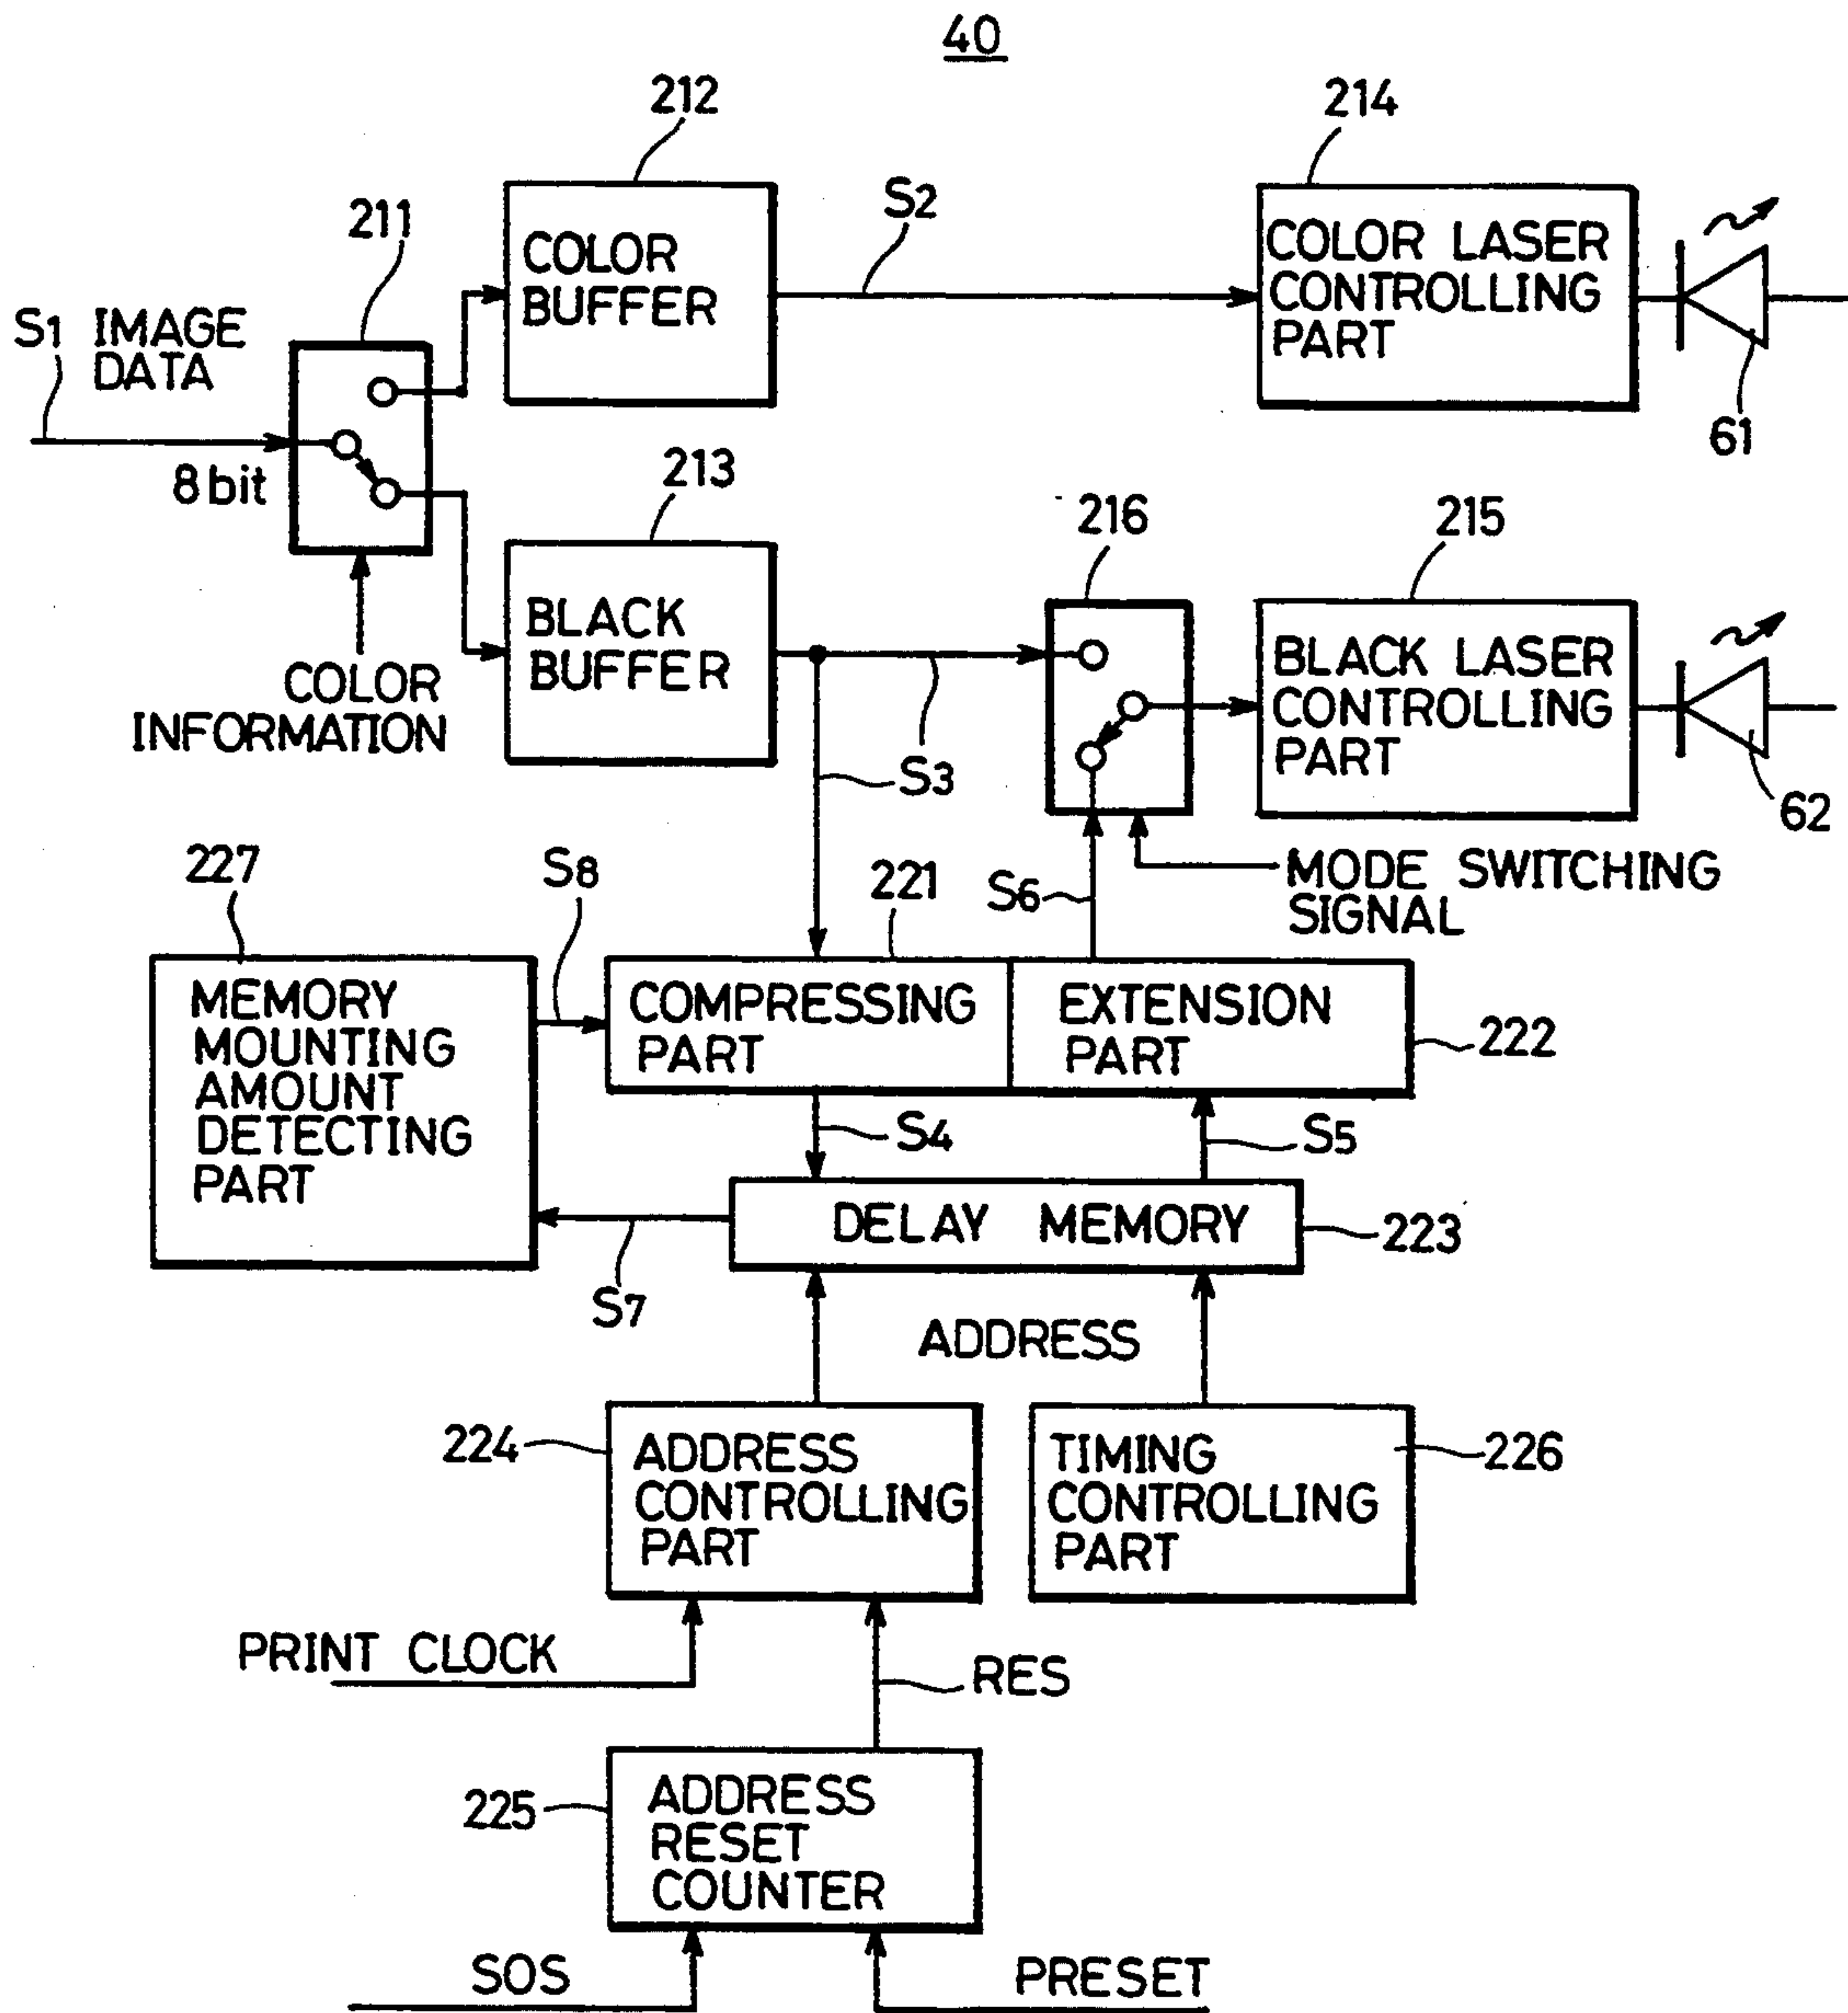 40
212
214
211
S2
COLOR
BUFFER
COLOR LASER
CONTROLLING
PART
S1 IMAGE
DATA
61
8bit
213
216
215
BLACK
BUFFER
BLACK LASER
CONTROLLING
PART
COLOR
INFORMATION
S3
62
227
S8
221
S6
MODE SWITCHING
SIGNAL
MEMORY
MOUNTING
AMOUNT
DETECTING
PART
COMPRESSING
PART
EXTENSION
PART
222
S4
S5
DELAY MEMORY
223
S7
ADDRESS
224
ADDRESS
CONTROLLING
PART
TIMING
CONTROLLING
PART
226
PRINT CLOCK
RES
225
ADDRESS
RESET
COUNTER
SOS
PRESET